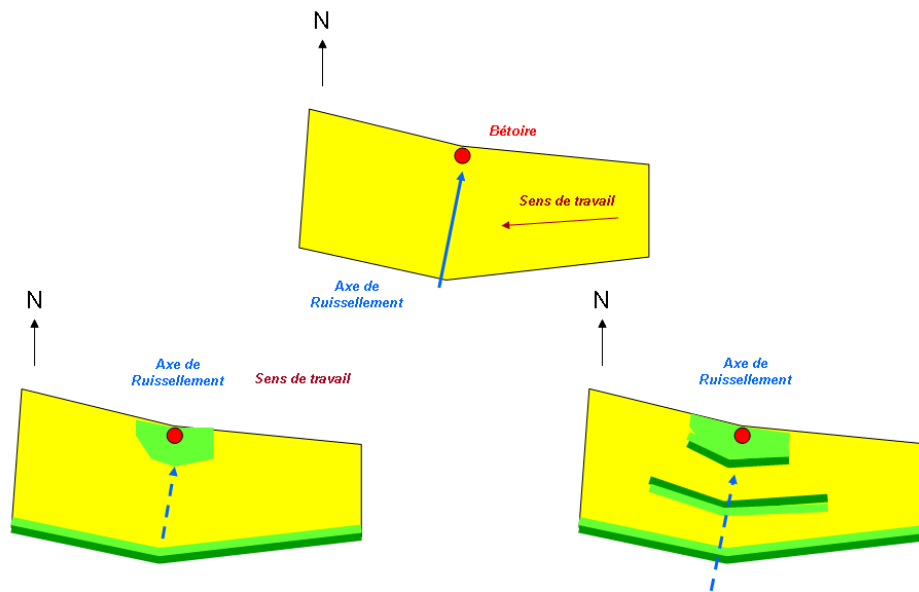 N
Bétoire
Sens de travail
Axe de
Ruissellement
N
Axe de
Ruissellement
Sens de travail
N
Axe de
Ruissellement